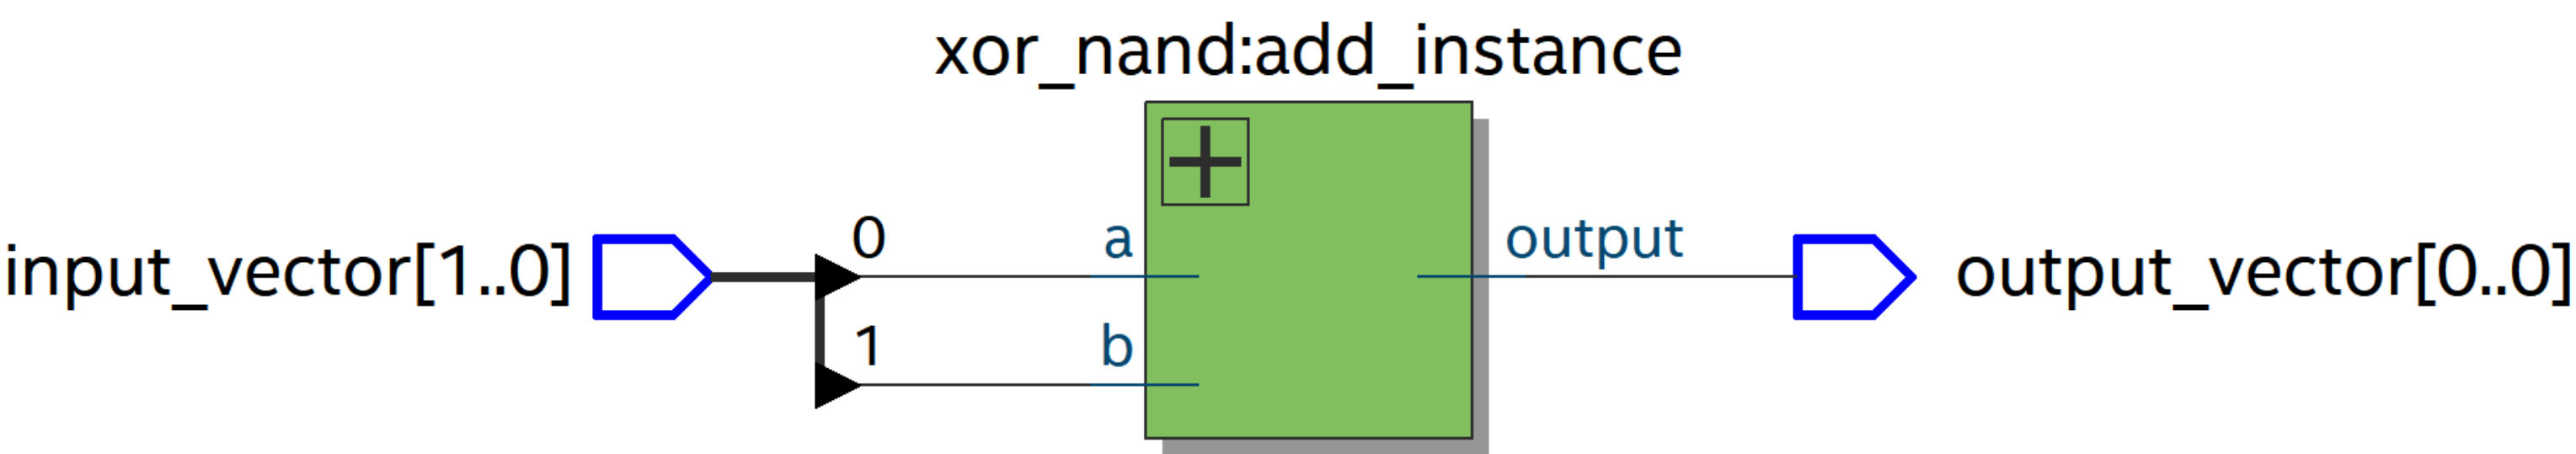 xor_nand:add_instance
input_vector[1..0]
0
a
output
output_vector[0..0]
1
b